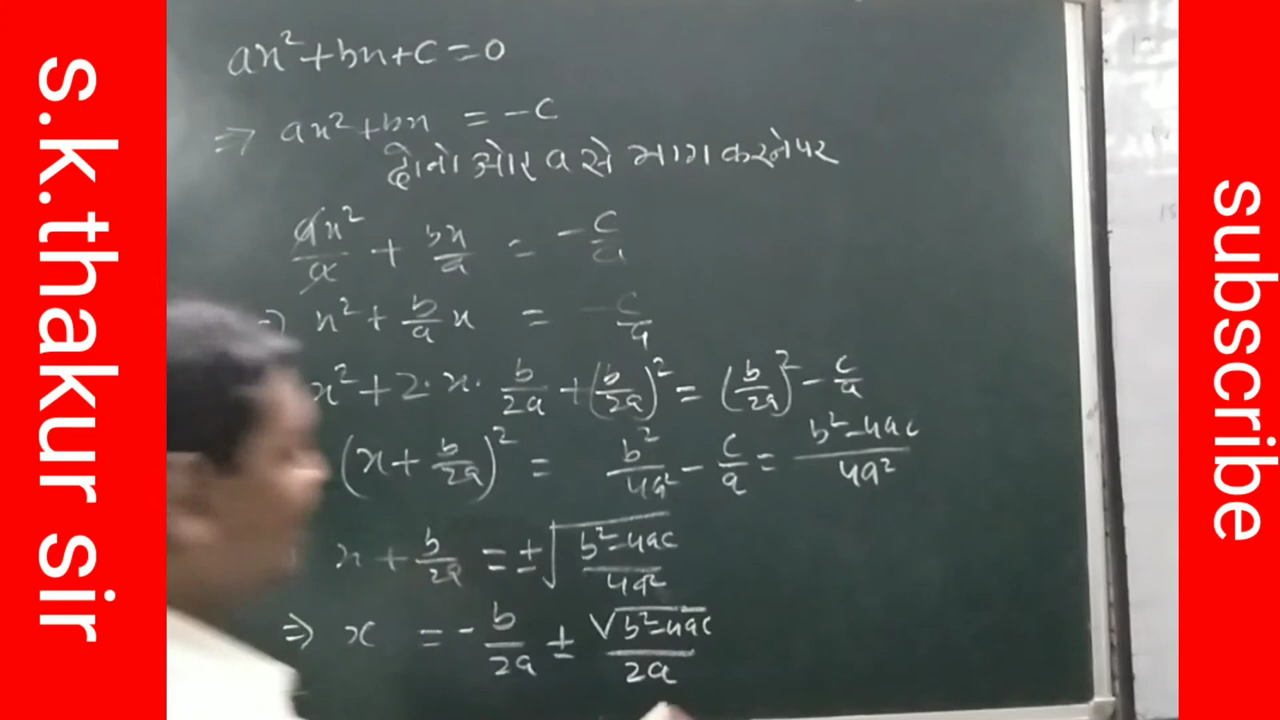 s.k.thakur sir
ax²+bx+c=0
⇒ ax²+bx = -c
दोनो ओर a से भाग करने पर
ax²/a + bx/a = -c/a
⇒ x² + b/a x = -c/a
x²+2·x· b/2a +(b/2a)² = (b/2a)² - c/a
(x+ b/2a)² = b²/4a² - c/a = b²-4ac/4a²
x + b/2a = ±√(b²-4ac/4a²)
⇒ x = - b/2a ± √b²-4ac/2a
subscribe